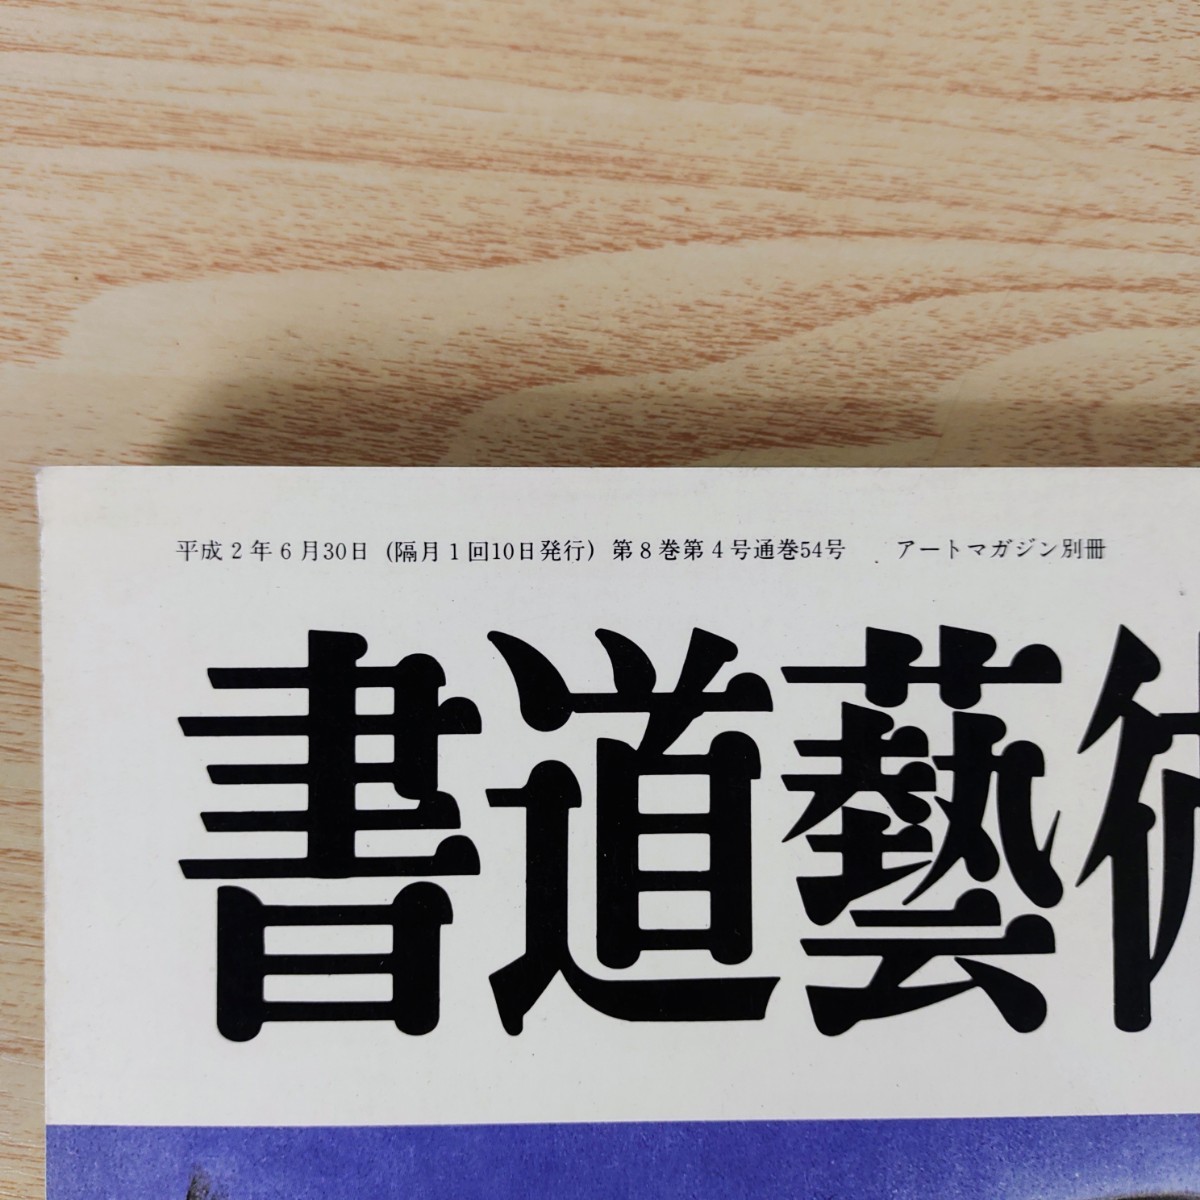 平成2年6月30日 (隔月1回10日発行) 第8巻第4号通巻54号 アートマガジン別冊
書道藝術